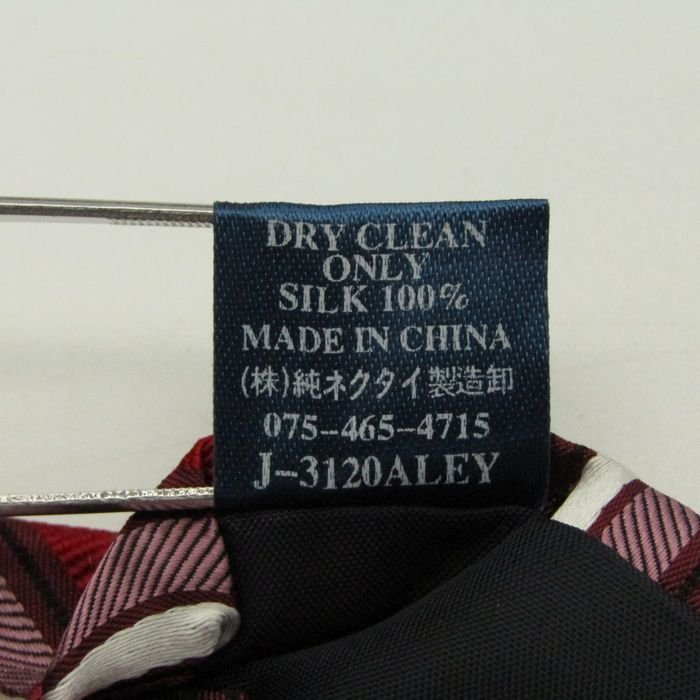 DRY CLEAN
ONLY
SILK 100%
MADE IN CHINA
(株)純ネクタイ製造卸
075-465-4715
J-3120ALEY